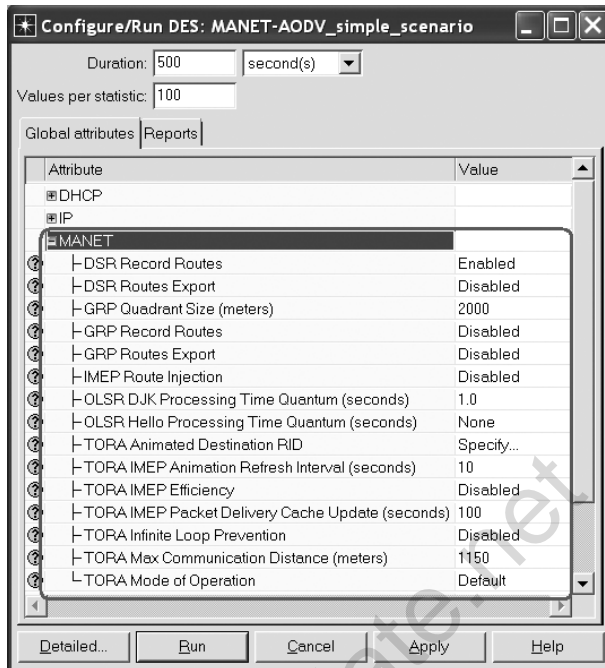 Configure/Run DES: MANET-AODV_simple_scenario
Duration: 500 second(s)
Values per statistic: 100
Global attributes Reports
Attribute Value
DHCP
IP
MANET
DSR Record Routes Enabled
DSR Routes Export Disabled
GRP Quadrant Size (meters) 2000
GRP Record Routes Disabled
GRP Routes Export Disabled
IMEP Route Injection Disabled
OLSR DJK Processing Time Quantum (seconds) 1.0
OLSR Hello Processing Time Quantum (seconds) None
TORA Animated Destination RID Specify...
TORA IMEP Animation Refresh Interval (seconds) 10
TORA IMEP Efficiency Disabled
TORA IMEP Packet Delivery Cache Update (seconds) 100
TORA Infinite Loop Prevention Disabled
TORA Max Communication Distance (meters) 1150
TORA Mode of Operation Default
Detailed... Run Cancel Apply Help